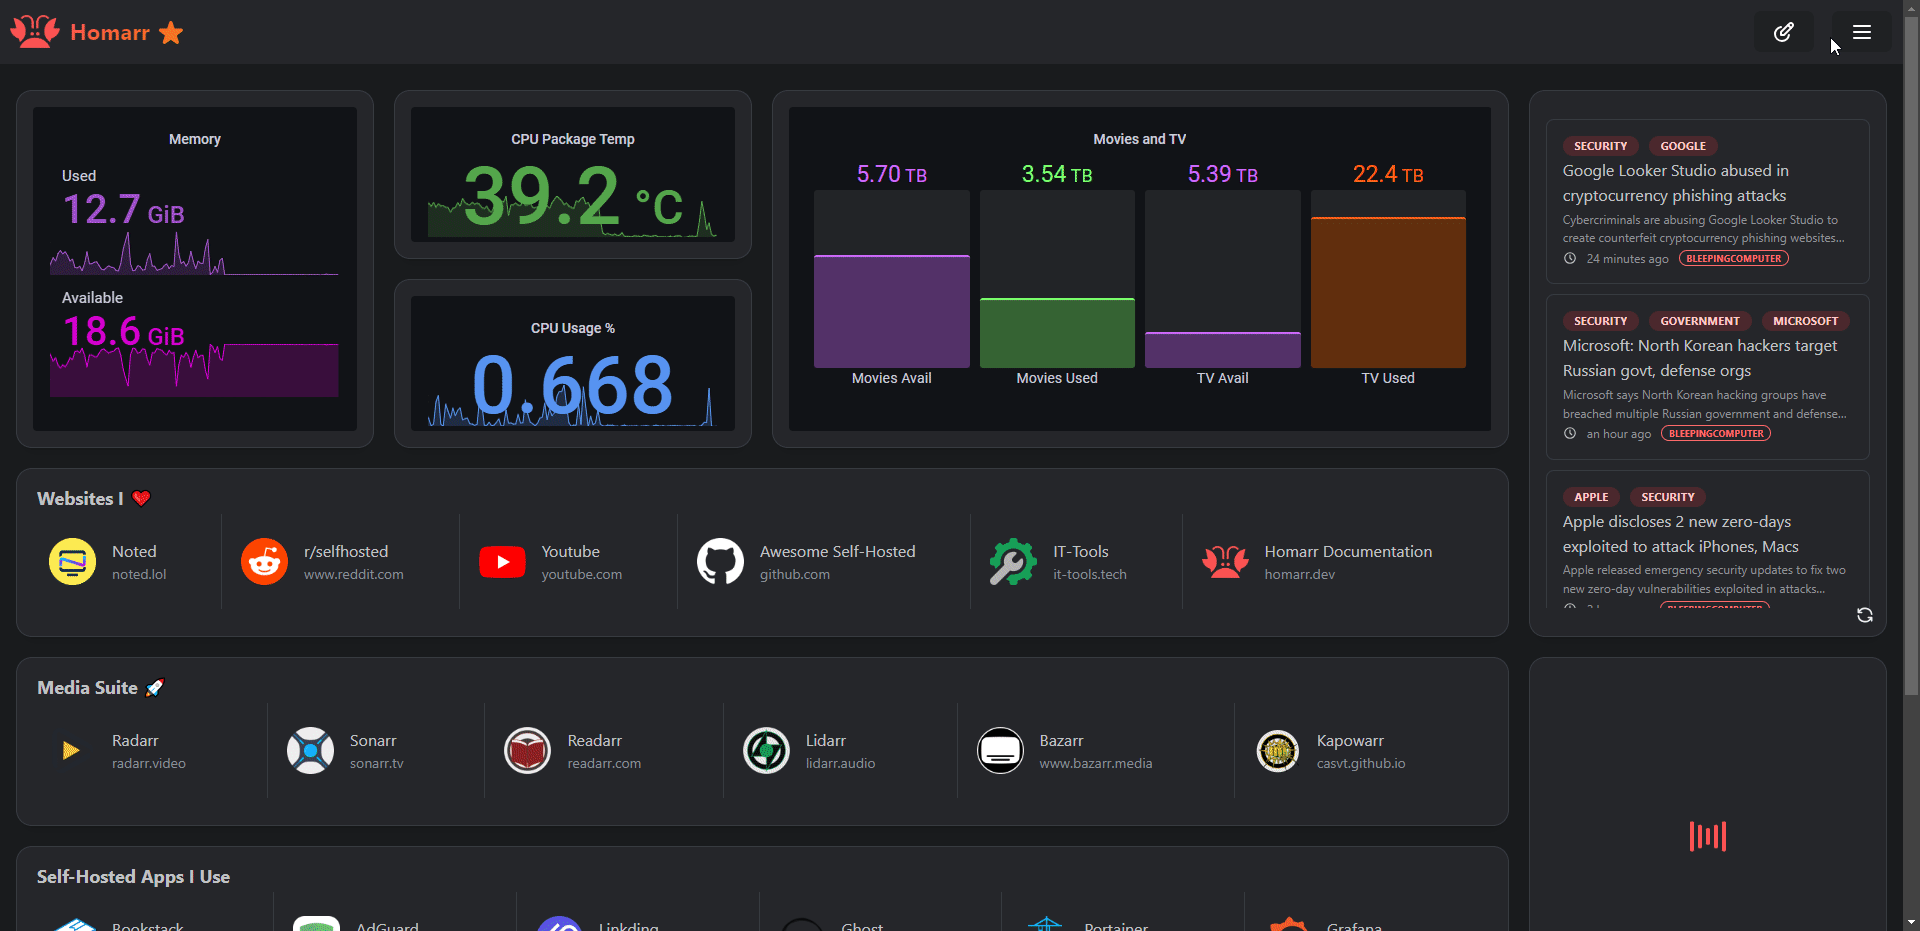 Homarr
Memory
Used
12.7 GiB
Available
18.6 GiB
CPU Package Temp
39.2 °C
CPU Usage %
0.668
Movies and TV
5.70 TB
3.54 TB
5.39 TB
22.4 TB
Movies Avail
Movies Used
TV Avail
TV Used
SECURITY GOOGLE
Google Looker Studio abused in
cryptocurrency phishing attacks
Cybercriminals are abusing Google Looker Studio to
create counterfeit cryptocurrency phishing websites...
24 minutes ago BLEEPINGCOMPUTER
SECURITY GOVERNMENT MICROSOFT
Microsoft: North Korean hackers target
Russian govt, defense orgs
Microsoft says North Korean hacking groups have
breached multiple Russian government and defense...
an hour ago BLEEPINGCOMPUTER
APPLE SECURITY
Apple discloses 2 new zero-days
exploited to attack iPhones, Macs
Apple released emergency security updates to fix two
new zero-day vulnerabilities exploited in attacks...
BLEEPINGCOMPUTER
Websites I
Noted
noted.lol
r/selfhosted
www.reddit.com
Youtube
youtube.com
Awesome Self-Hosted
github.com
IT-Tools
it-tools.tech
Homarr Documentation
homarr.dev
Media Suite
Radarr
radarr.video
Sonarr
sonarr.tv
Readarr
readarr.com
Lidarr
lidarr.audio
Bazarr
www.bazarr.media
Kapowarr
casvt.github.io
Self-Hosted Apps I Use
Bookstack
AdGuard
Linkding
Ghost
Portainer
Grafana